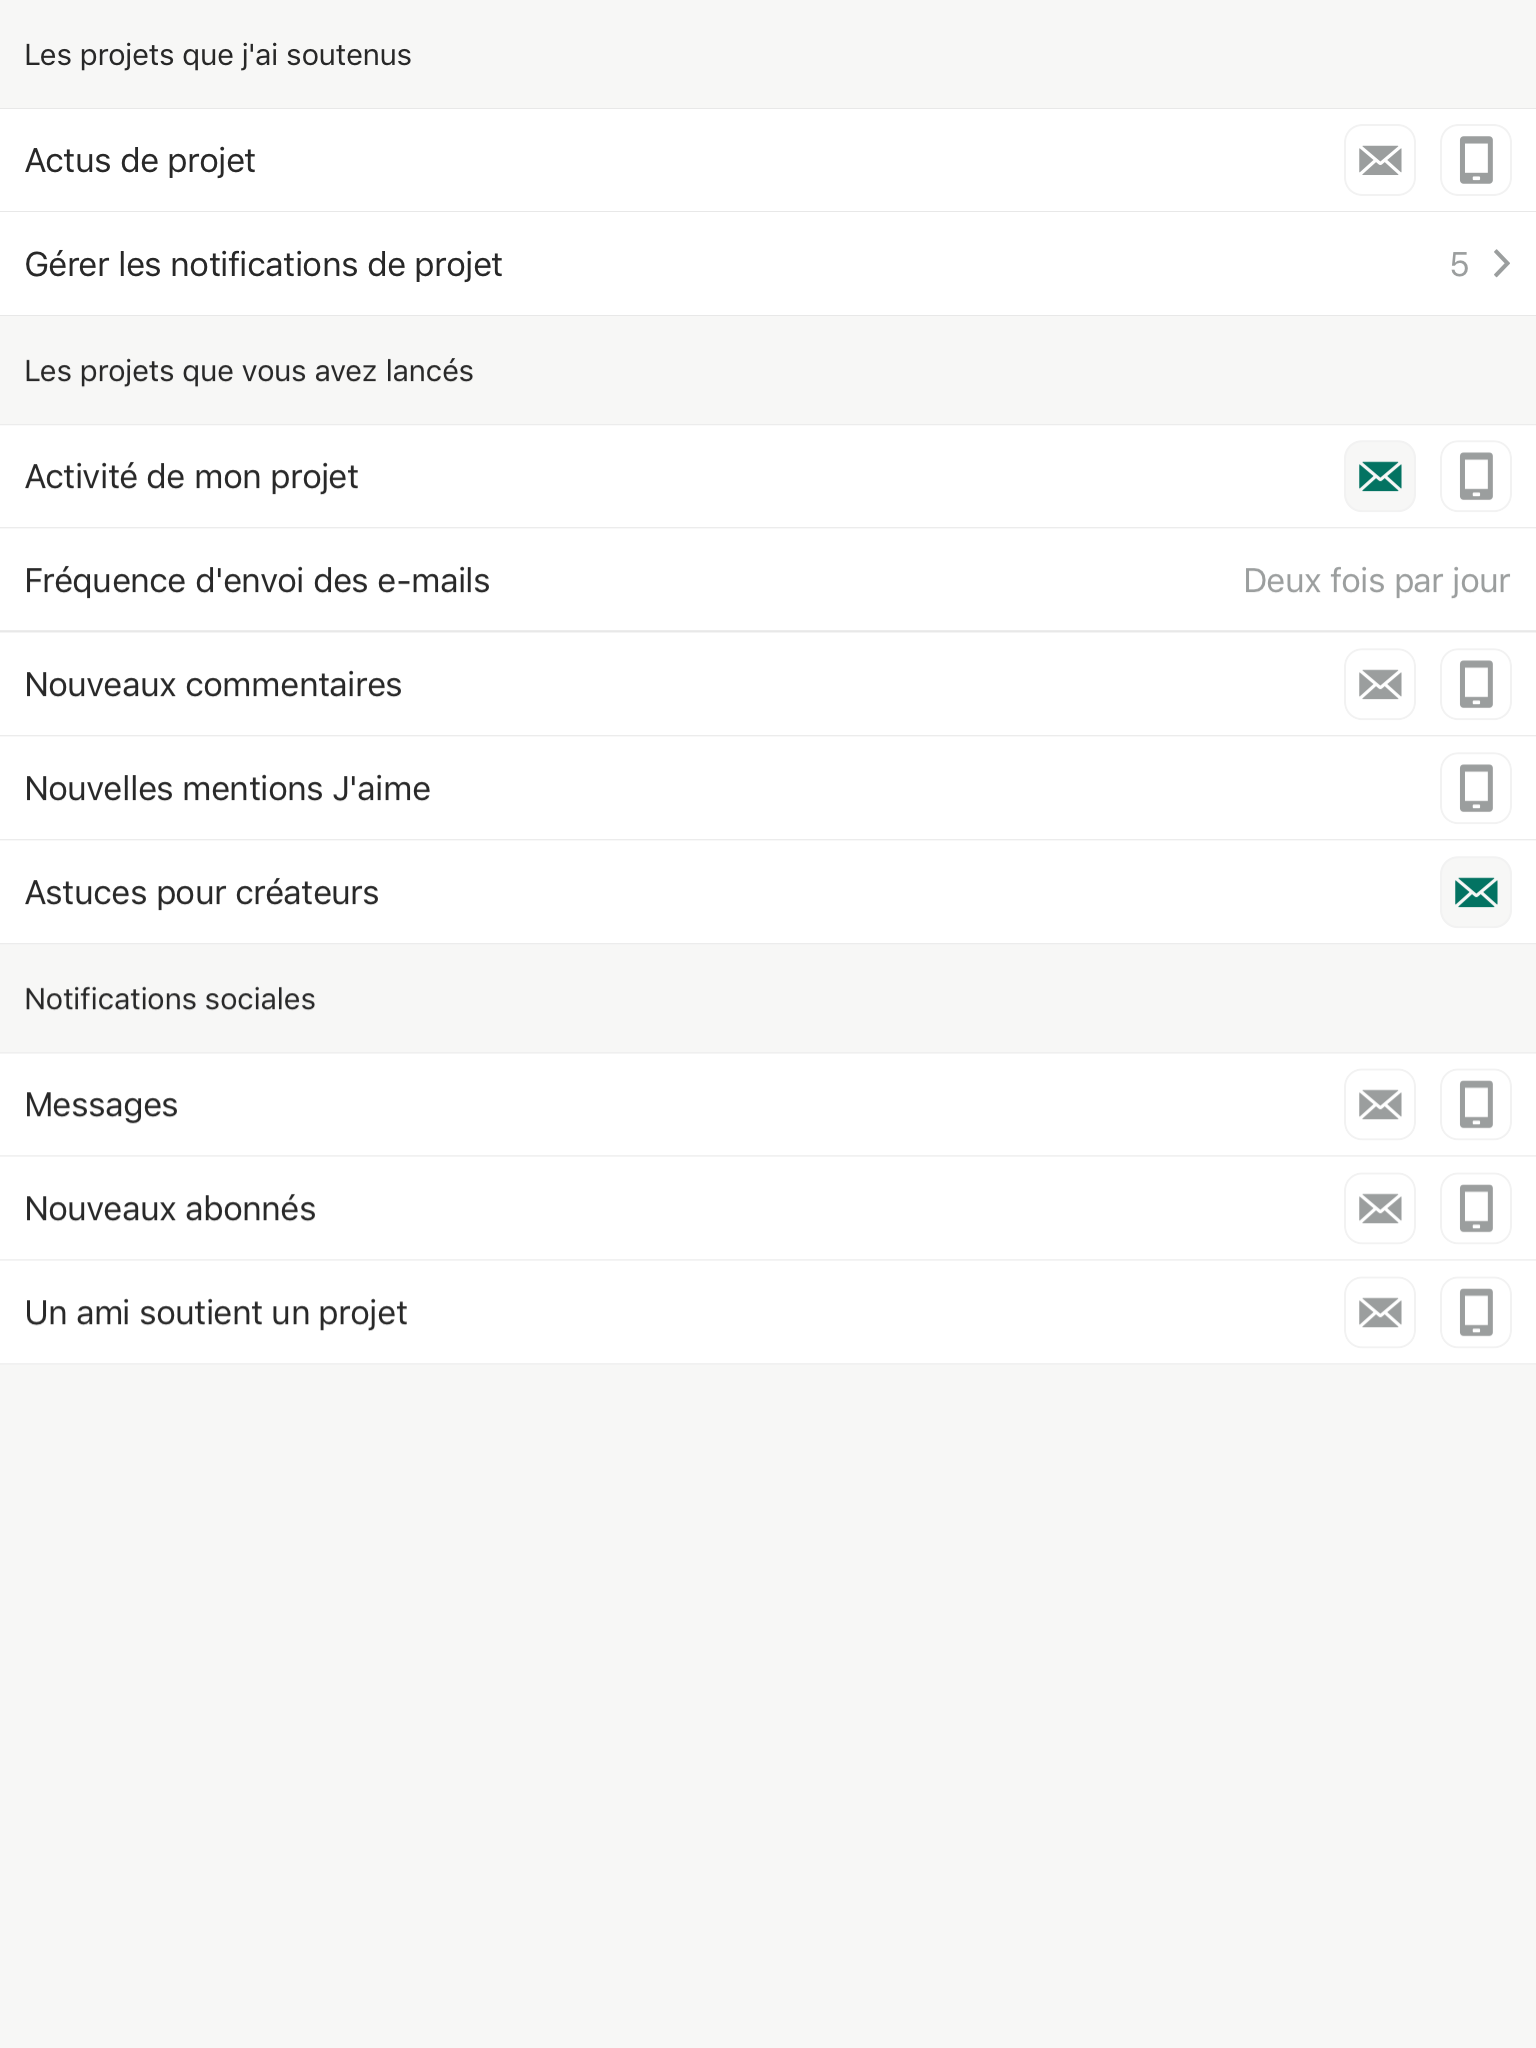 Les projets que j'ai soutenus
Actus de projet
Gérer les notifications de projet 5
Les projets que vous avez lancés
Activité de mon projet
Fréquence d'envoi des e-mails Deux fois par jour
Nouveaux commentaires
Nouvelles mentions J'aime
Astuces pour créateurs
Notifications sociales
Messages
Nouveaux abonnés
Un ami soutient un projet